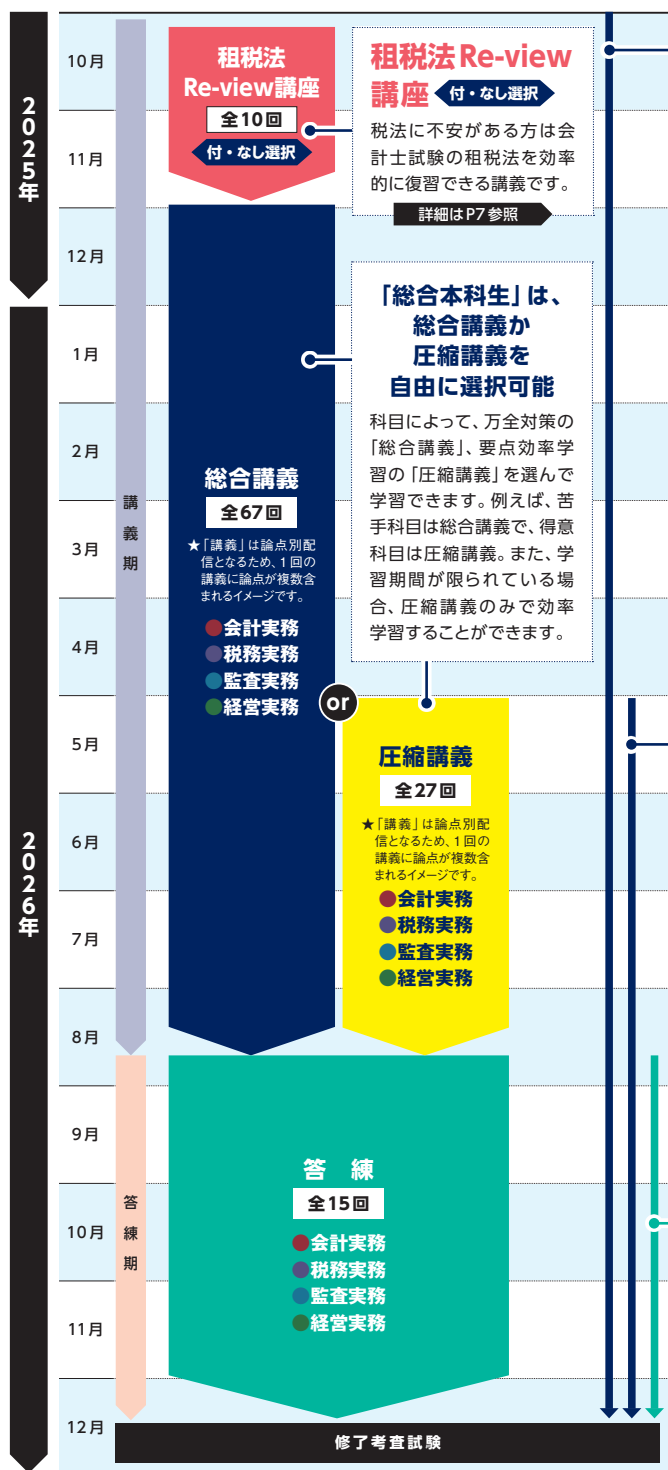 2025年
10月
11月
12月
2026年
1月
2月
3月
4月
5月
6月
7月
8月
9月
10月
11月
12月
講義期
答練期
租税法
Re-view講座
全10回
付・なし選択
租税法Re-view
講座 付・なし選択
税法に不安がある方は会
計士試験の租税法を効率
的に復習できる講義です。
詳細はP7参照
「総合本科生」は、
総合講義か
圧縮講義を
自由に選択可能
科目によって、万全対策の
「総合講義」、要点効率学
習の「圧縮講義」を選んで
学習できます。例えば、苦
手科目は総合講義で、得意
科目は圧縮講義。また、学
習期間が限られている場
合、圧縮講義のみで効率
学習することができます。
総合講義
全67回
★「講義」は論点別配
信となるため、1回の
講義に論点が複数含
まれるイメージです。
●会計実務
●税務実務
●監査実務
●経営実務
or
圧縮講義
全27回
★「講義」は論点別配
信となるため、1回の
講義に論点が複数含
まれるイメージです。
●会計実務
●税務実務
●監査実務
●経営実務
答 練
全15回
●会計実務
●税務実務
●監査実務
●経営実務
修了考査試験